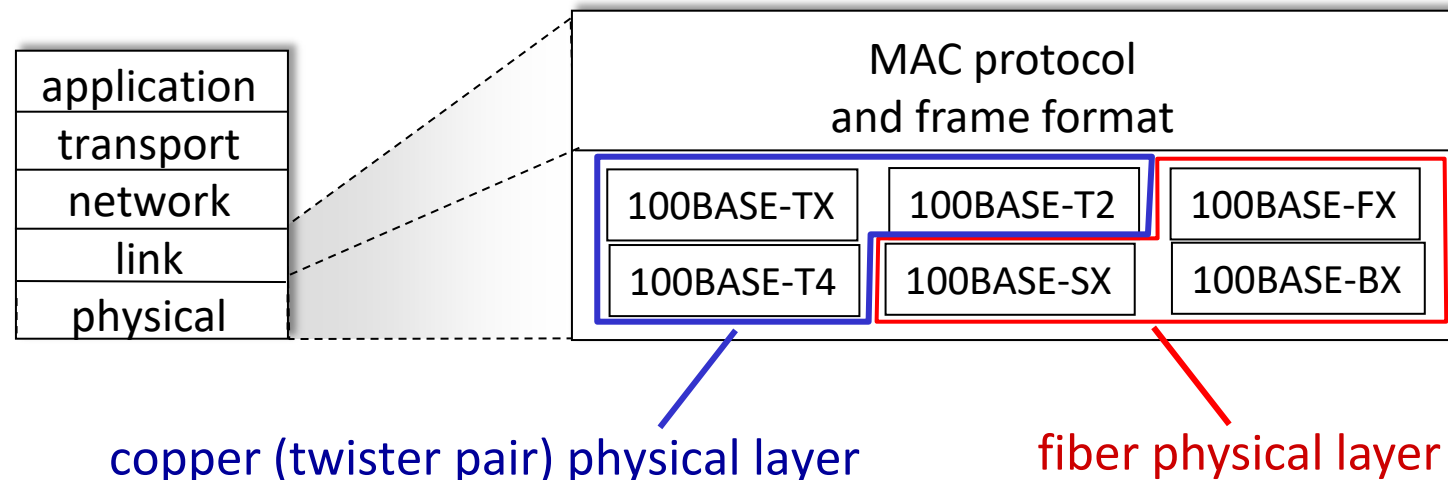 application
transport
network
link
physical
MAC protocol
and frame format
100BASE-TX
100BASE-T2
100BASE-FX
100BASE-T4
100BASE-SX
100BASE-BX
copper (twister pair) physical layer
fiber physical layer